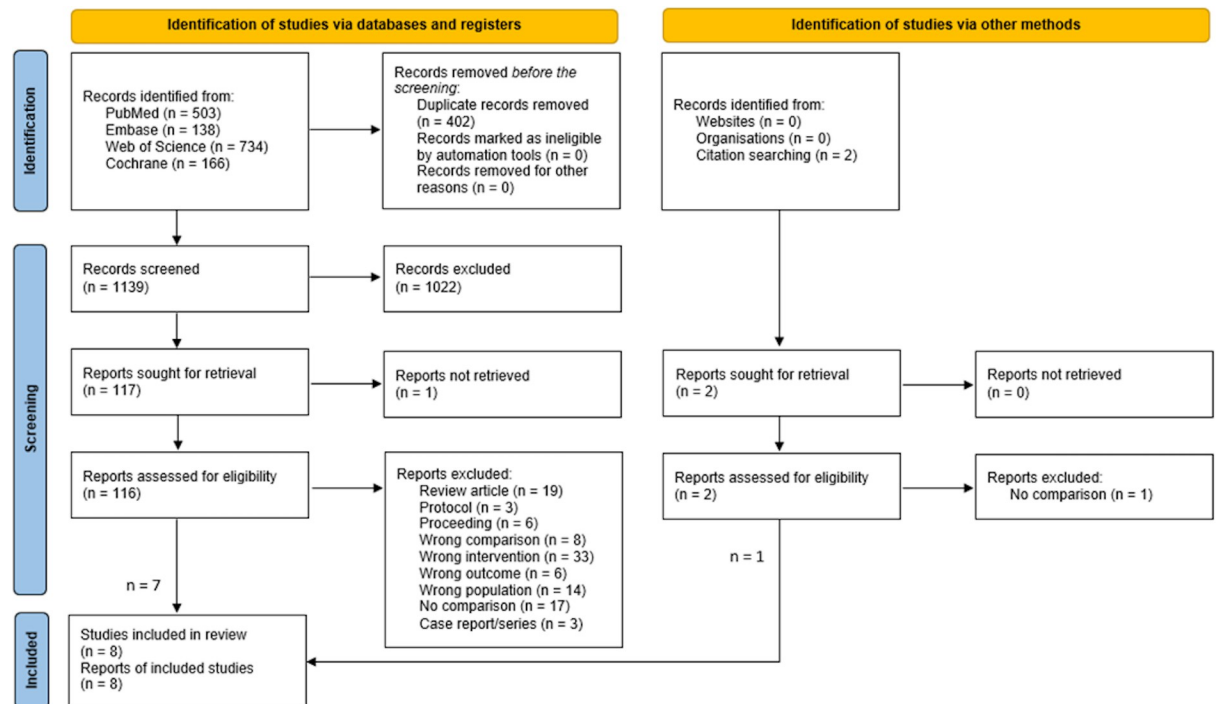 Identification of studies via databases and registers
Identification of studies via other methods
Identification
Records identified from:
PubMed (n = 503)
Embase (n = 138)
Web of Science (n = 734)
Cochrane (n = 166)
Records removed before the
screening:
Duplicate records removed
(n = 402)
Records marked as ineligible
by automation tools (n = 0)
Records removed for other
reasons (n = 0)
Records identified from:
Websites (n = 0)
Organisations (n = 0)
Citation searching (n = 2)
Screening
Records screened
(n = 1139)
Records excluded
(n = 1022)
Reports sought for retrieval
(n = 117)
Reports not retrieved
(n = 1)
Reports sought for retrieval
(n = 2)
Reports not retrieved
(n = 0)
Reports assessed for eligibility
(n = 116)
Reports excluded:
Review article (n = 19)
Protocol (n = 3)
Proceeding (n = 6)
Wrong comparison (n = 8)
Wrong intervention (n = 33)
Wrong outcome (n = 6)
Wrong population (n = 14)
No comparison (n = 17)
Case report/series (n = 3)
Reports assessed for eligibility
(n = 2)
Reports excluded:
No comparison (n = 1)
n = 7
n = 1
Included
Studies included in review
(n = 8)
Reports of included studies
(n = 8)